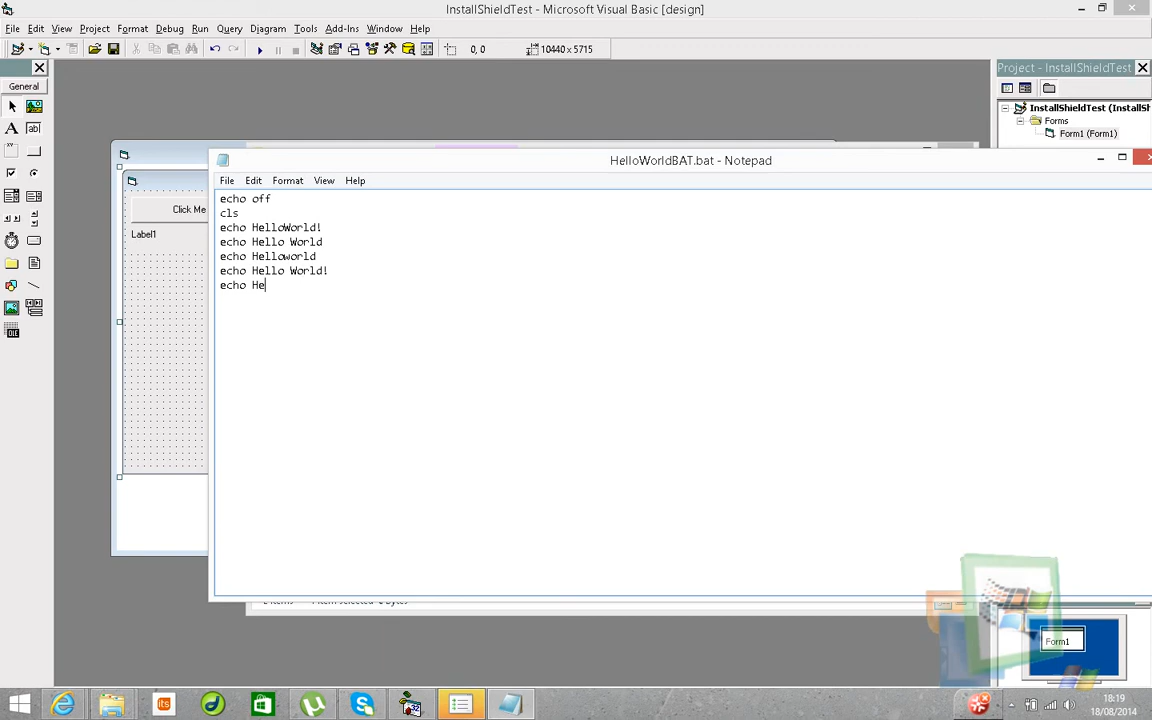 InstallShieldTest - Microsoft Visual Basic [design]
File Edit View Project Format Debug Run Query Diagram Tools Add-Ins Window Help
0, 0 10440 x 5715
General
Project - InstallShieldTest
InstallShieldTest (InstallSh
Forms
Form1 (Form1)
HelloWorldBAT.bat - Notepad
File Edit Format View Help
Click Me
Label1
echo off
cls
echo HelloWorld!
echo Hello World
echo Helloworld
echo Hello World!
echo He
Form1
18:19
18/08/2014